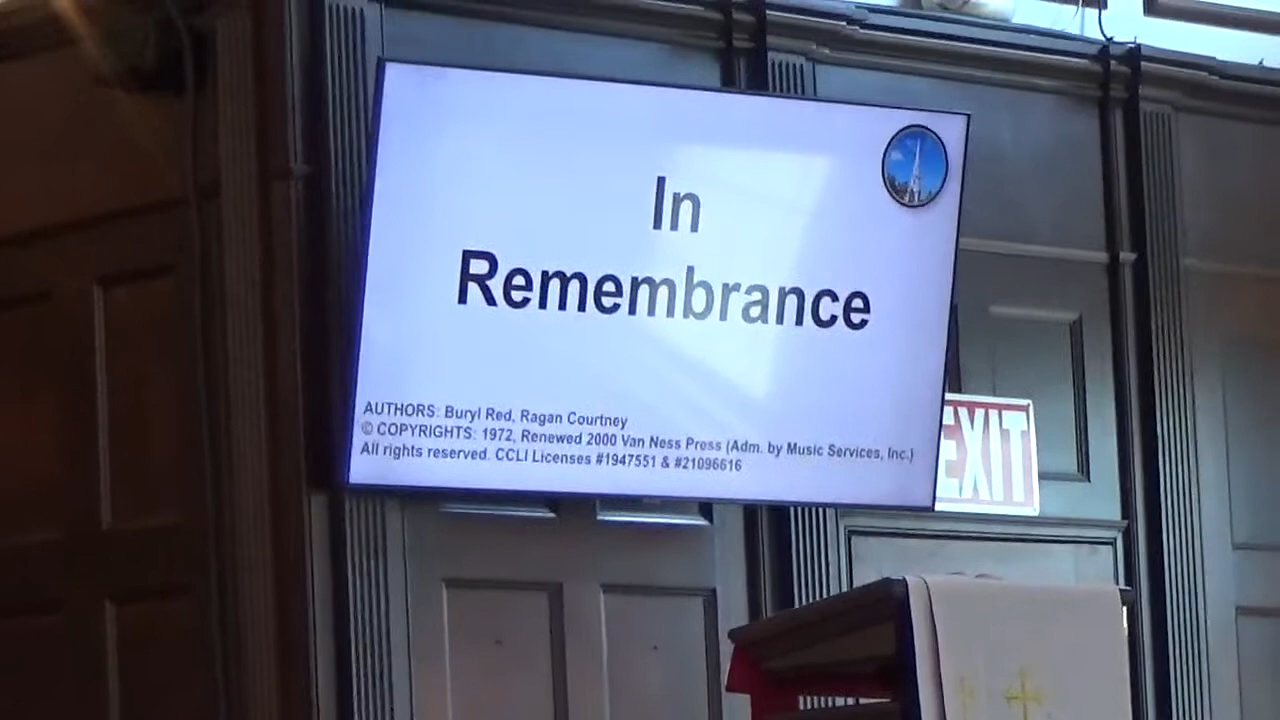 In
Remembrance
AUTHORS: Buryl Red, Ragan Courtney
© COPYRIGHTS: 1972, Renewed 2000 Van Ness Press (Adm. by Music Services, Inc.)
All rights reserved. CCLI Licenses #1947551 & #21096616
EXIT